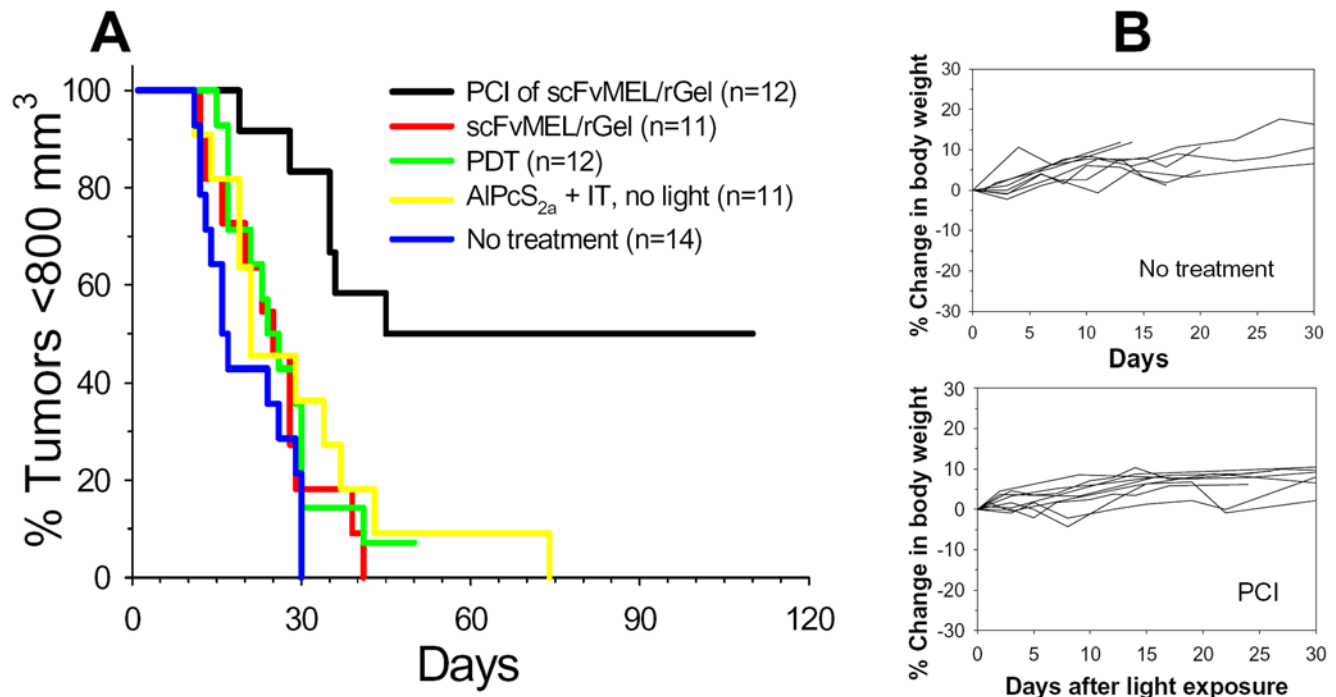 A
% Tumors <800 mm³
100
80
60
40
20
0
PCI of scFvMEL/rGel (n=12)
scFvMEL/rGel (n=11)
PDT (n=12)
AlPcS₂ₐ + IT, no light (n=11)
No treatment (n=14)
0 30 60 90 120
Days
B
% Change in body weight
30
20
10
0
-10
-20
-30
No treatment
0 5 10 15 20 25 30
Days
% Change in body weight
30
20
10
0
-10
-20
-30
PCI
0 5 10 15 20 25 30
Days after light exposure